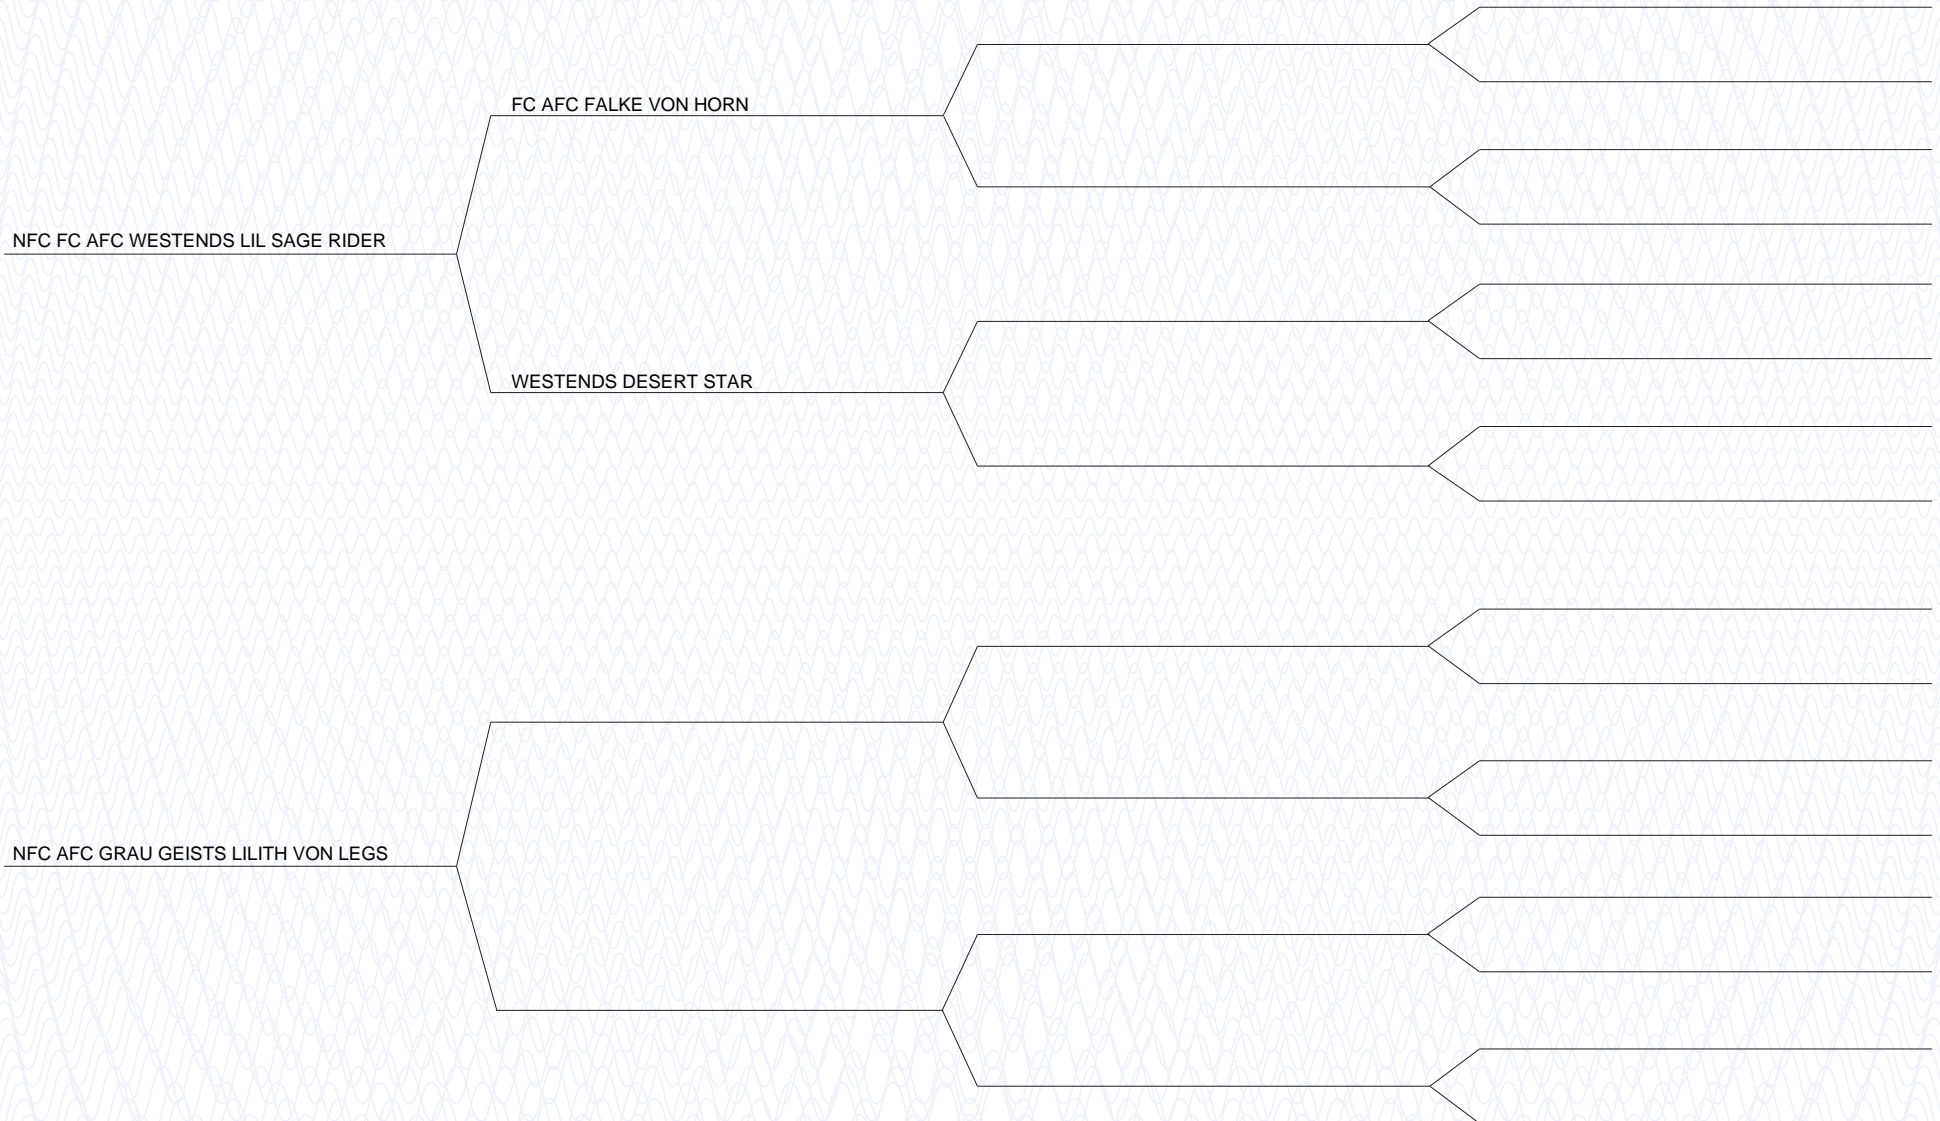 FC AFC FALKE VON HORN
NFC FC AFC WESTENDS LIL SAGE RIDER
WESTENDS DESERT STAR
NFC AFC GRAU GEISTS LILITH VON LEGS